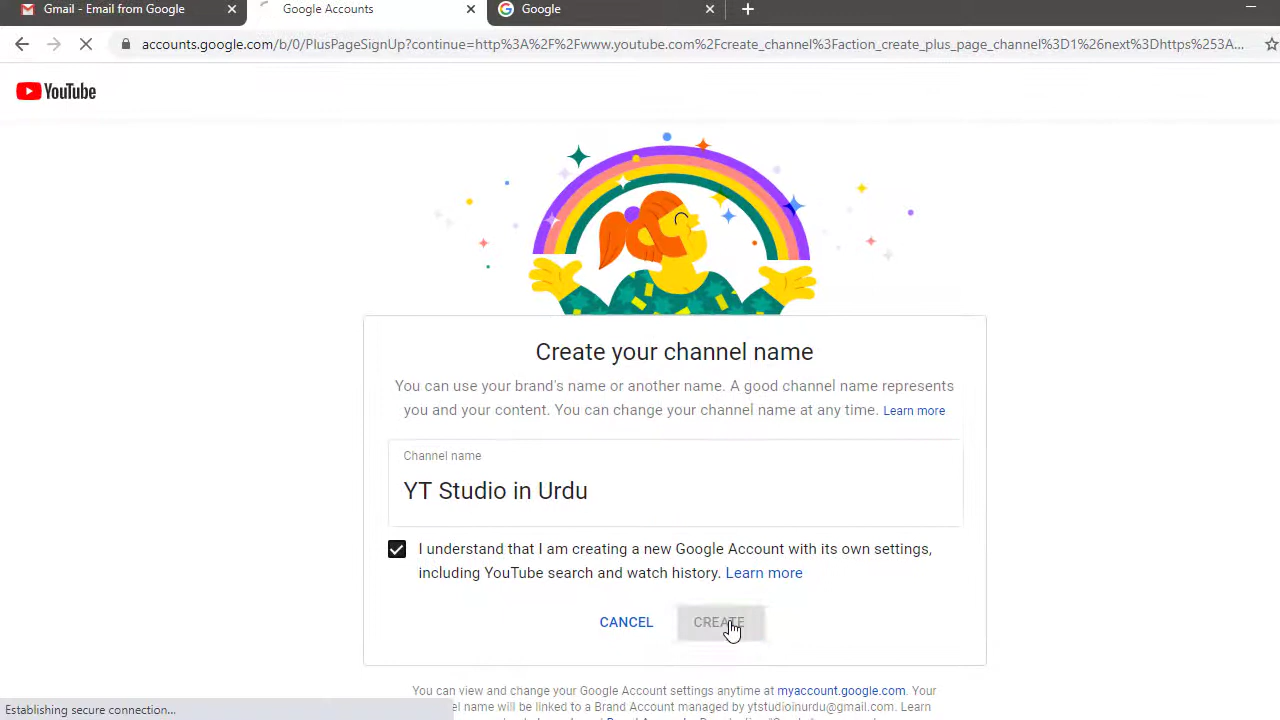 Gmail - Email from Google
Google Accounts
Google
accounts.google.com/b/0/PlusPageSignUp?continue=http%3A%2F%2Fwww.youtube.com%2Fcreate_channel%3Faction_create_plus_page_channel%3D1%26next%3Dhttps%253A...
YouTube
Create your channel name
You can use your brand's name or another name. A good channel name represents
you and your content. You can change your channel name at any time. Learn more
Channel name
YT Studio in Urdu
I understand that I am creating a new Google Account with its own settings,
including YouTube search and watch history. Learn more
CANCEL
CREATE
You can view and change your Google Account settings anytime at myaccount.google.com. Your
nel name will be linked to a Brand Account managed by ytstudioinurdu@gmail.com. Learn
Establishing secure connection...